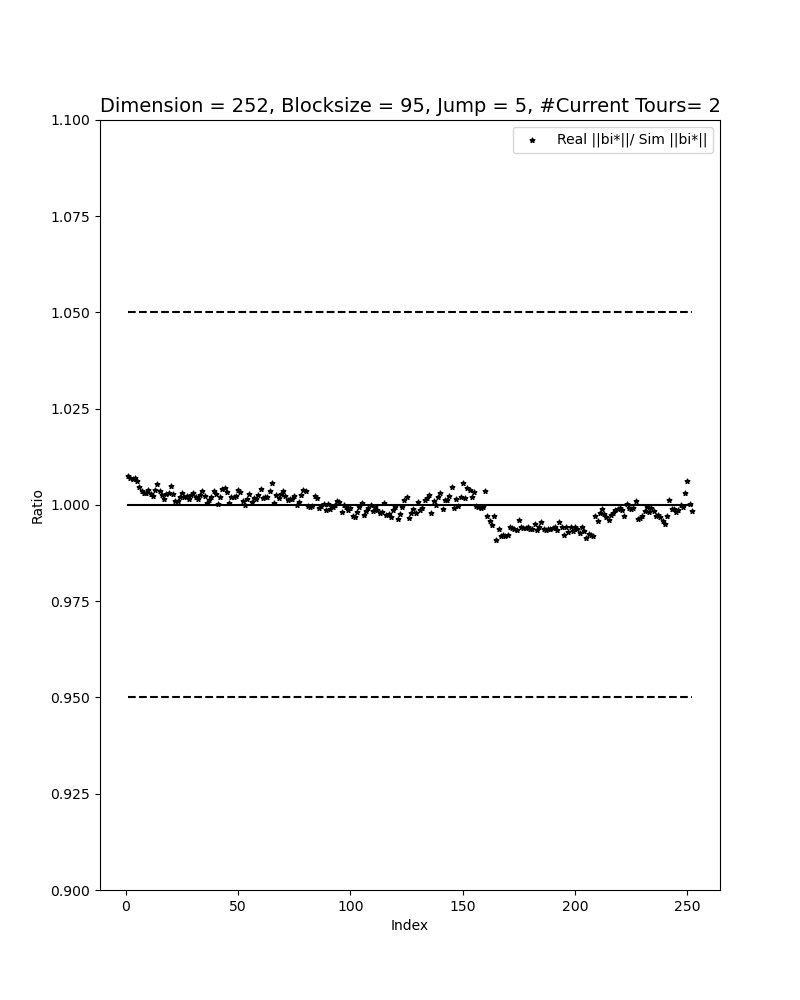 Dimension = 252, Blocksize = 95, Jump = 5, #Current Tours= 2
1.100
Real ||bi*||/ Sim ||bi*||
1.075
1.050
1.025
1.000
Ratio
0.975
0.950
0.925
0.900
0 50 100 150 200 250
Index